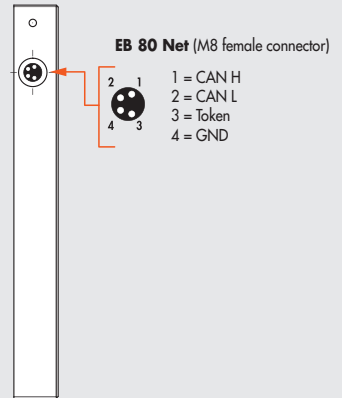 EB 80 Net (M8 female connector)
2 1
4 3
1 = CAN H
2 = CAN L
3 = Token
4 = GND